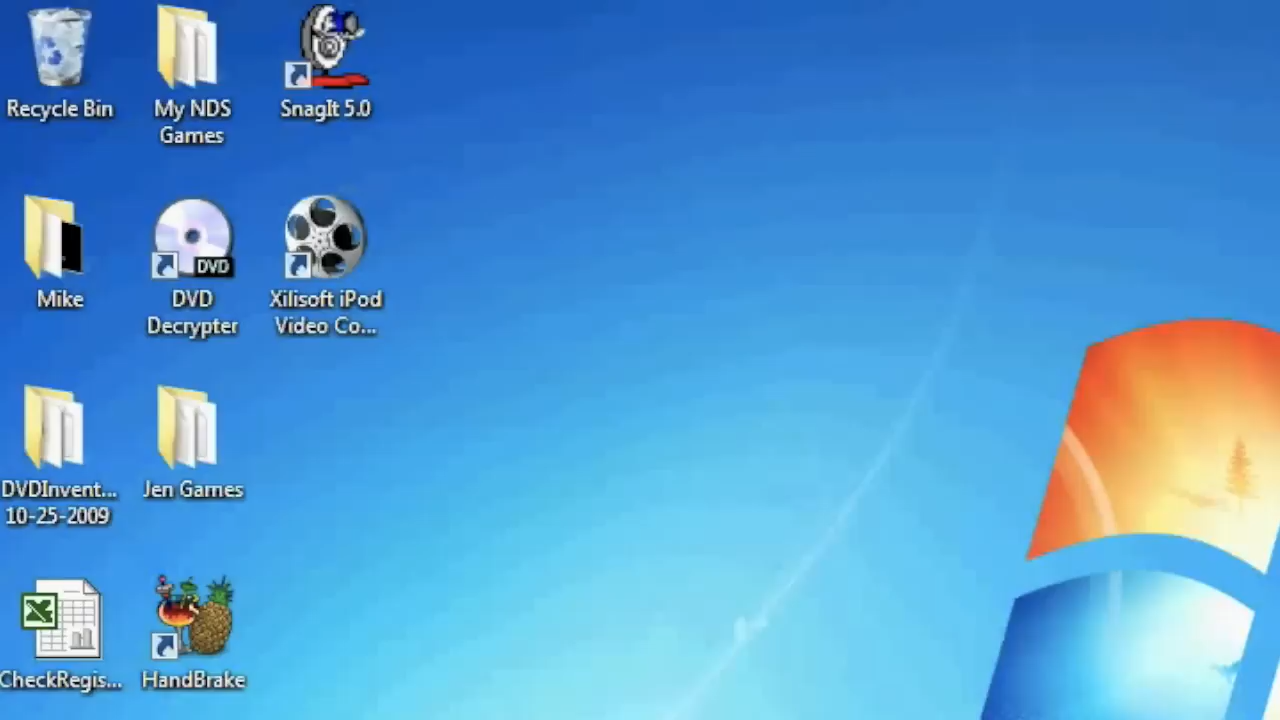 Recycle Bin
My NDS
Games
SnagIt 5.0
Mike
DVD
DVD
Decrypter
Xilisoft iPod
Video Co...
DVDInvent...
10-25-2009
Jen Games
CheckRegis...
HandBrake